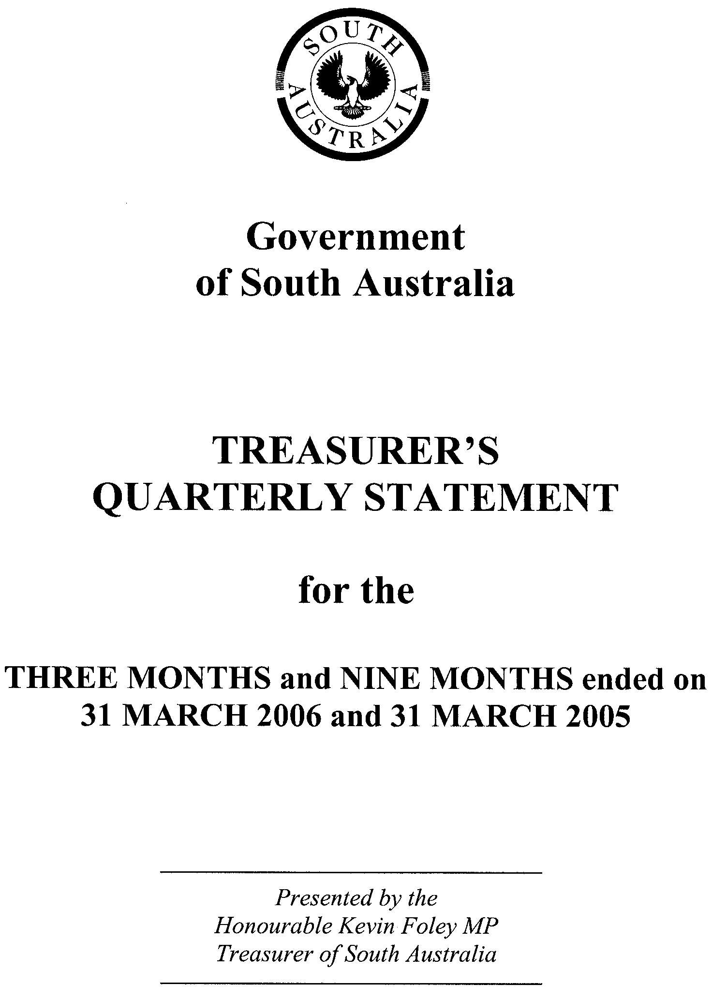 SOUTH
AUSTRALIA
Government
of South Australia
TREASURER’S
QUARTERLY STATEMENT
for the
THREE MONTHS and NINE MONTHS ended on
31 MARCH 2006 and 31 MARCH 2005
Presented by the
Honourable Kevin Foley MP
Treasurer of South Australia